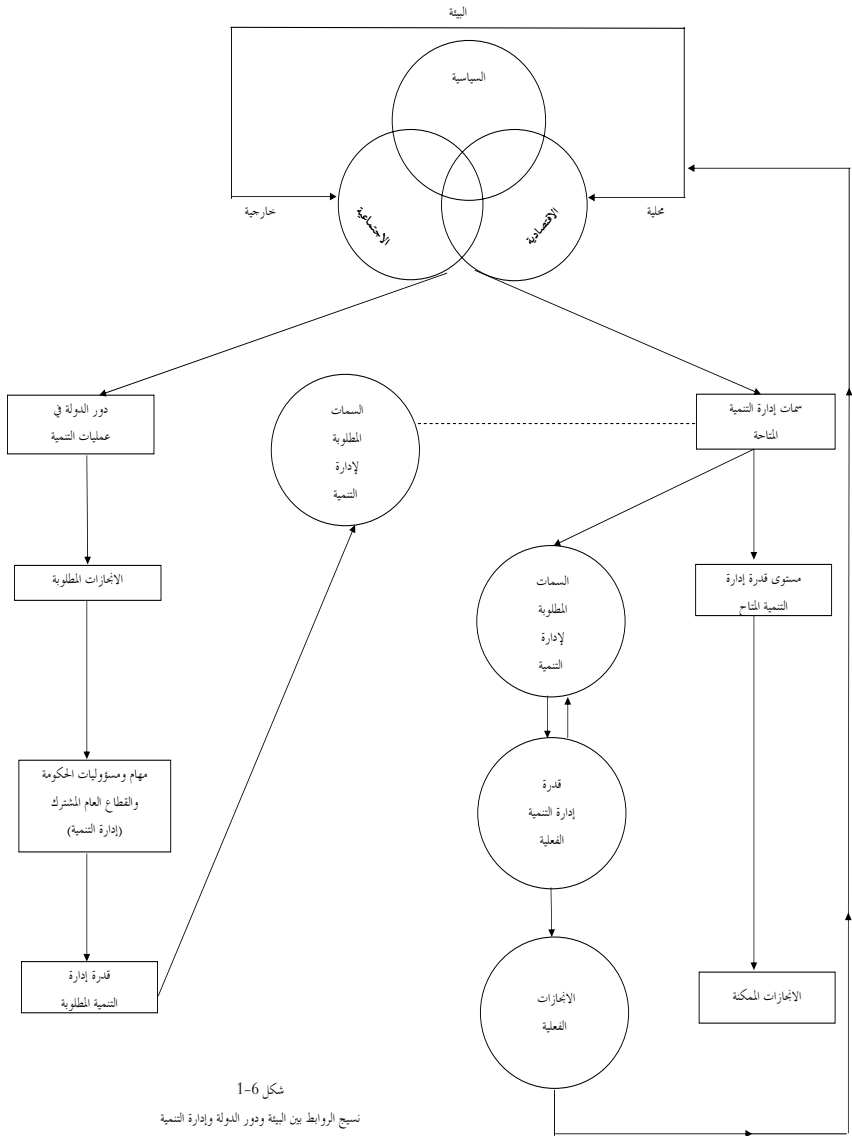 البيئة
السياسية
الاجتماعية
الاقتصادية
خارجية
محلية
دور الدولة في
عمليات التنمية
السمات
المطلوبة
لإدارة
التنمية
سمات إدارة التنمية
المتاحة
الانجازات المطلوبة
السمات
المطلوبة
لإدارة
التنمية
مستوى قدرة إدارة
التنمية المتاح
مهام ومسؤوليات الحكومة
والقطاع العام المشترك
(إدارة التنمية)
قدرة
إدارة التنمية
الفعلية
قدرة إدارة
التنمية المطلوبة
الانجازات
الفعلية
الانجازات الممكنة
شكل 6-1
نسيج الروابط بين البيئة ودور الدولة وإدارة التنمية